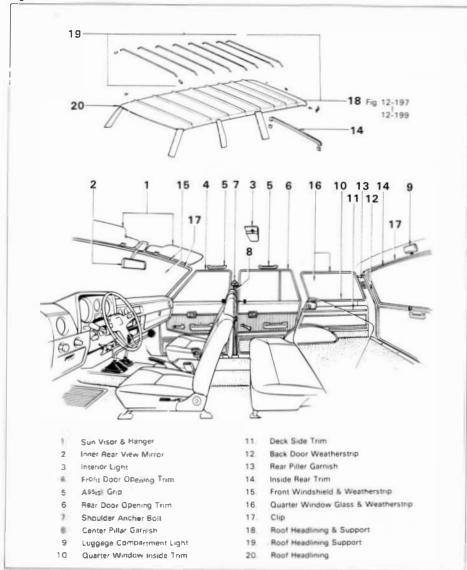 19
20
18 Fig 12-197
12-199
14
2 1 15 4 5 7 3 5 6 16 10 13 14 9
17 11 12 17
8
1 Sun Visor & Hanger
2 Inner Rear View Mirror
3 Interior Light
4 Front Door Opening Trim
5 Assist Grip
6 Rear Door Opening Trim
7 Shoulder Ancher Bolt
8 Center Pillar Garnish
9 Luggage Compartment Light
10 Quarter Window Inside Trim
11. Deck Side Trim
12. Back Door Weatherstrip
13 Rear Piller Garnish
14 Inside Rear Trim
15. Front Windshield & Weatherstrip
16. Quarter Window Glass & Weatherstrip
17. Clip
18. Roof Headlining & Support
19. Roof Headlining Support
20. Roof Headlining